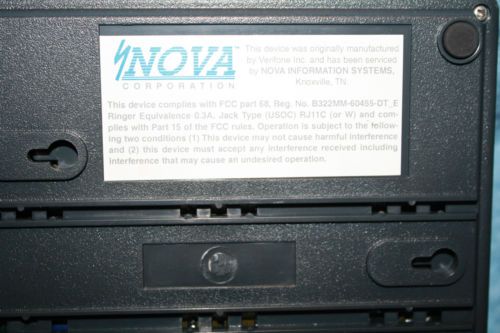 NOVA™
CORPORATION
This device was originally manufactured
by Verifone Inc. and has been serviced
by NOVA INFORMATION SYSTEMS,
Knoxville, TN.
This device complies with FCC part 68, Reg. No. B322MM-60455-DT_E
Ringer Equivalence 0.3A, Jack Type (USOC) RJ11C (or W) and com-
plies with Part 15 of the FCC rules. Operation is subject to the follow-
ing two conditions (1) This device may not cause harmful interference
and (2) this device must accept any interference received including
interference that may cause an undesired operation.